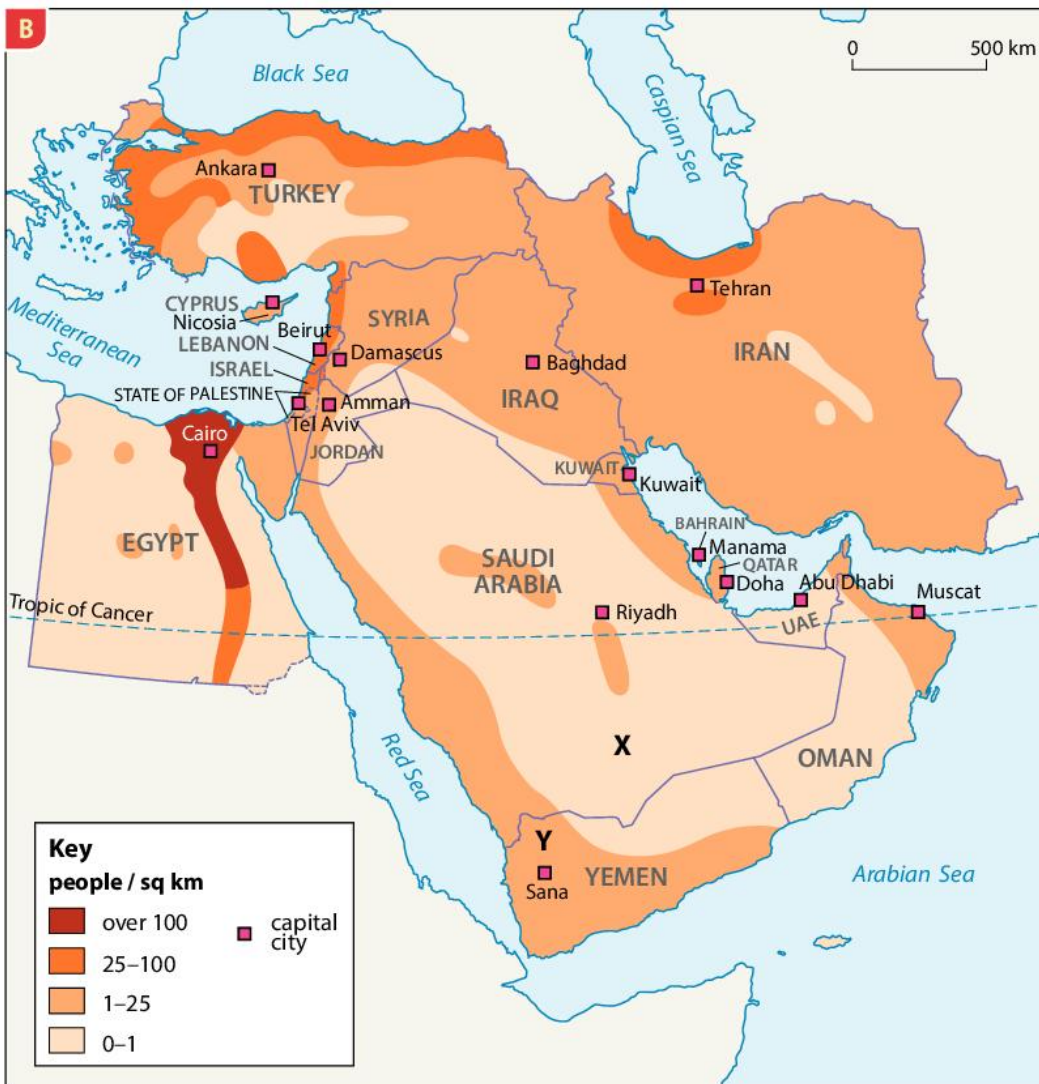 B
0 500 km
Black Sea
Caspian Sea
Ankara
TURKEY
Tehran
CYPRUS
Nicosia
Mediterranean
Sea
Beirut
SYRIA
LEBANON
Damascus
Baghdad
IRAN
ISRAEL
STATE OF PALESTINE
IRAQ
Amman
Tel Aviv
Cairo
JORDAN
KUWAIT
Kuwait
BAHRAIN
Manama
EGYPT
SAUDI
ARABIA
QATAR
Doha
Abu Dhabi
Muscat
Tropic of Cancer
Riyadh
UAE
Red Sea
X
OMAN
Y
Sana
YEMEN
Arabian Sea
Key
people / sq km
over 100
capital
city
25–100
1–25
0–1